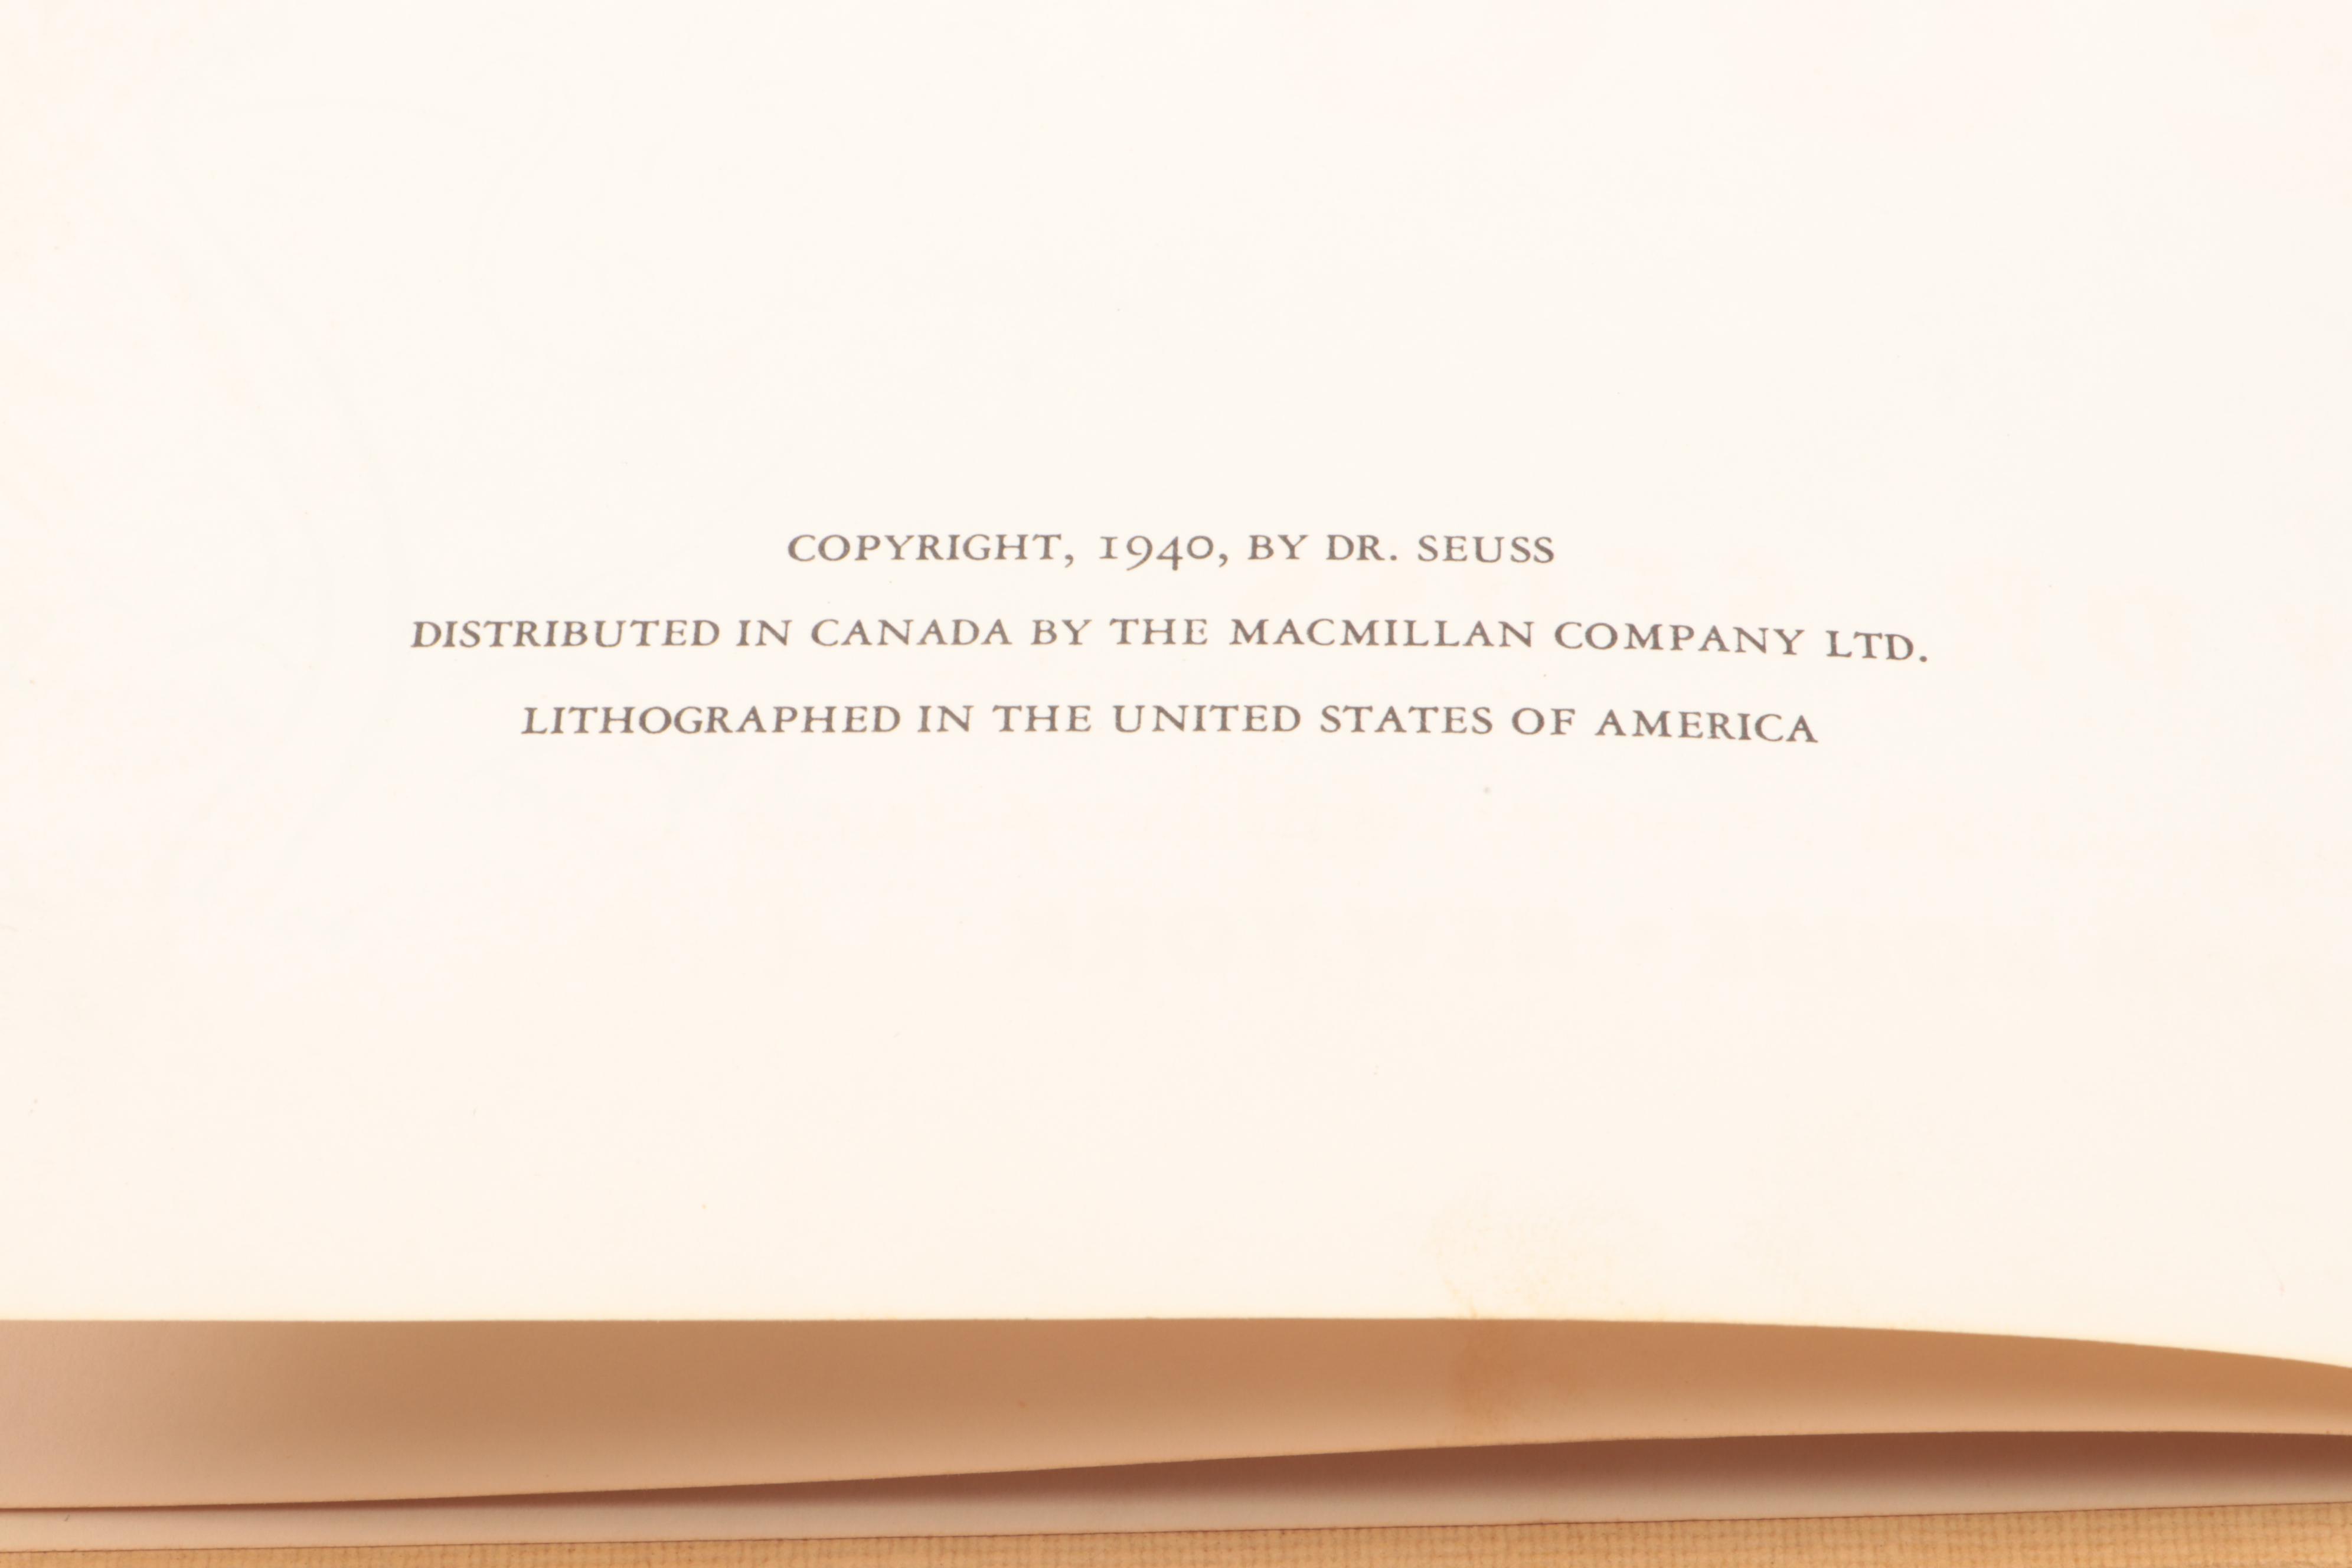 COPYRIGHT, 1940, BY DR. SEUSS
DISTRIBUTED IN CANADA BY THE MACMILLAN COMPANY LTD.
LITHOGRAPHED IN THE UNITED STATES OF AMERICA